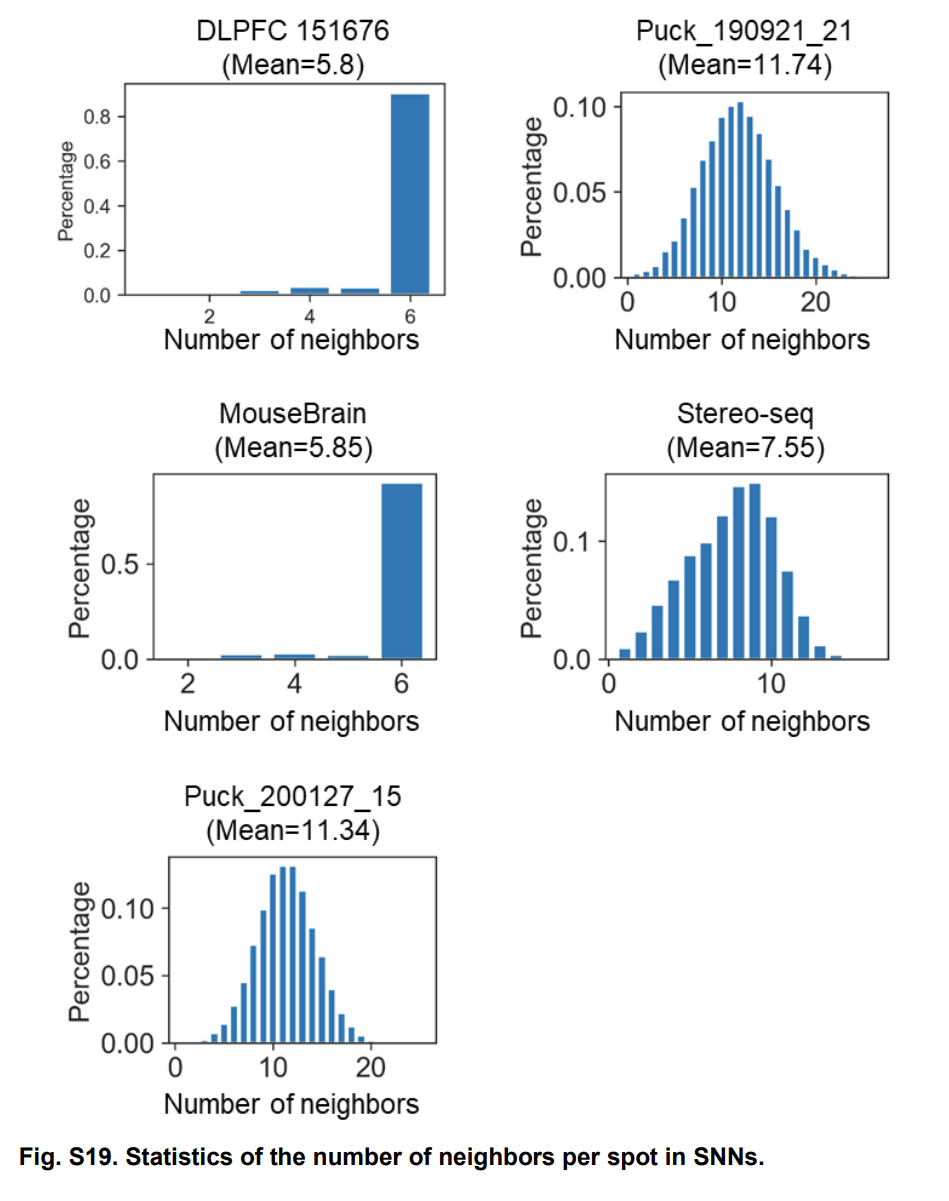 DLPFC 151676
(Mean=5.8)
Percentage
0.8
0.6
0.4
0.2
0.0
2 4 6
Number of neighbors
Puck_190921_21
(Mean=11.74)
Percentage
0.10
0.05
0.00
0 10 20
Number of neighbors
MouseBrain
(Mean=5.85)
Percentage
0.5
0.0
2 4 6
Number of neighbors
Stereo-seq
(Mean=7.55)
Percentage
0.1
0.0
0 10
Number of neighbors
Puck_200127_15
(Mean=11.34)
Percentage
0.10
0.05
0.00
0 10 20
Number of neighbors
Fig. S19. Statistics of the number of neighbors per spot in SNNs.